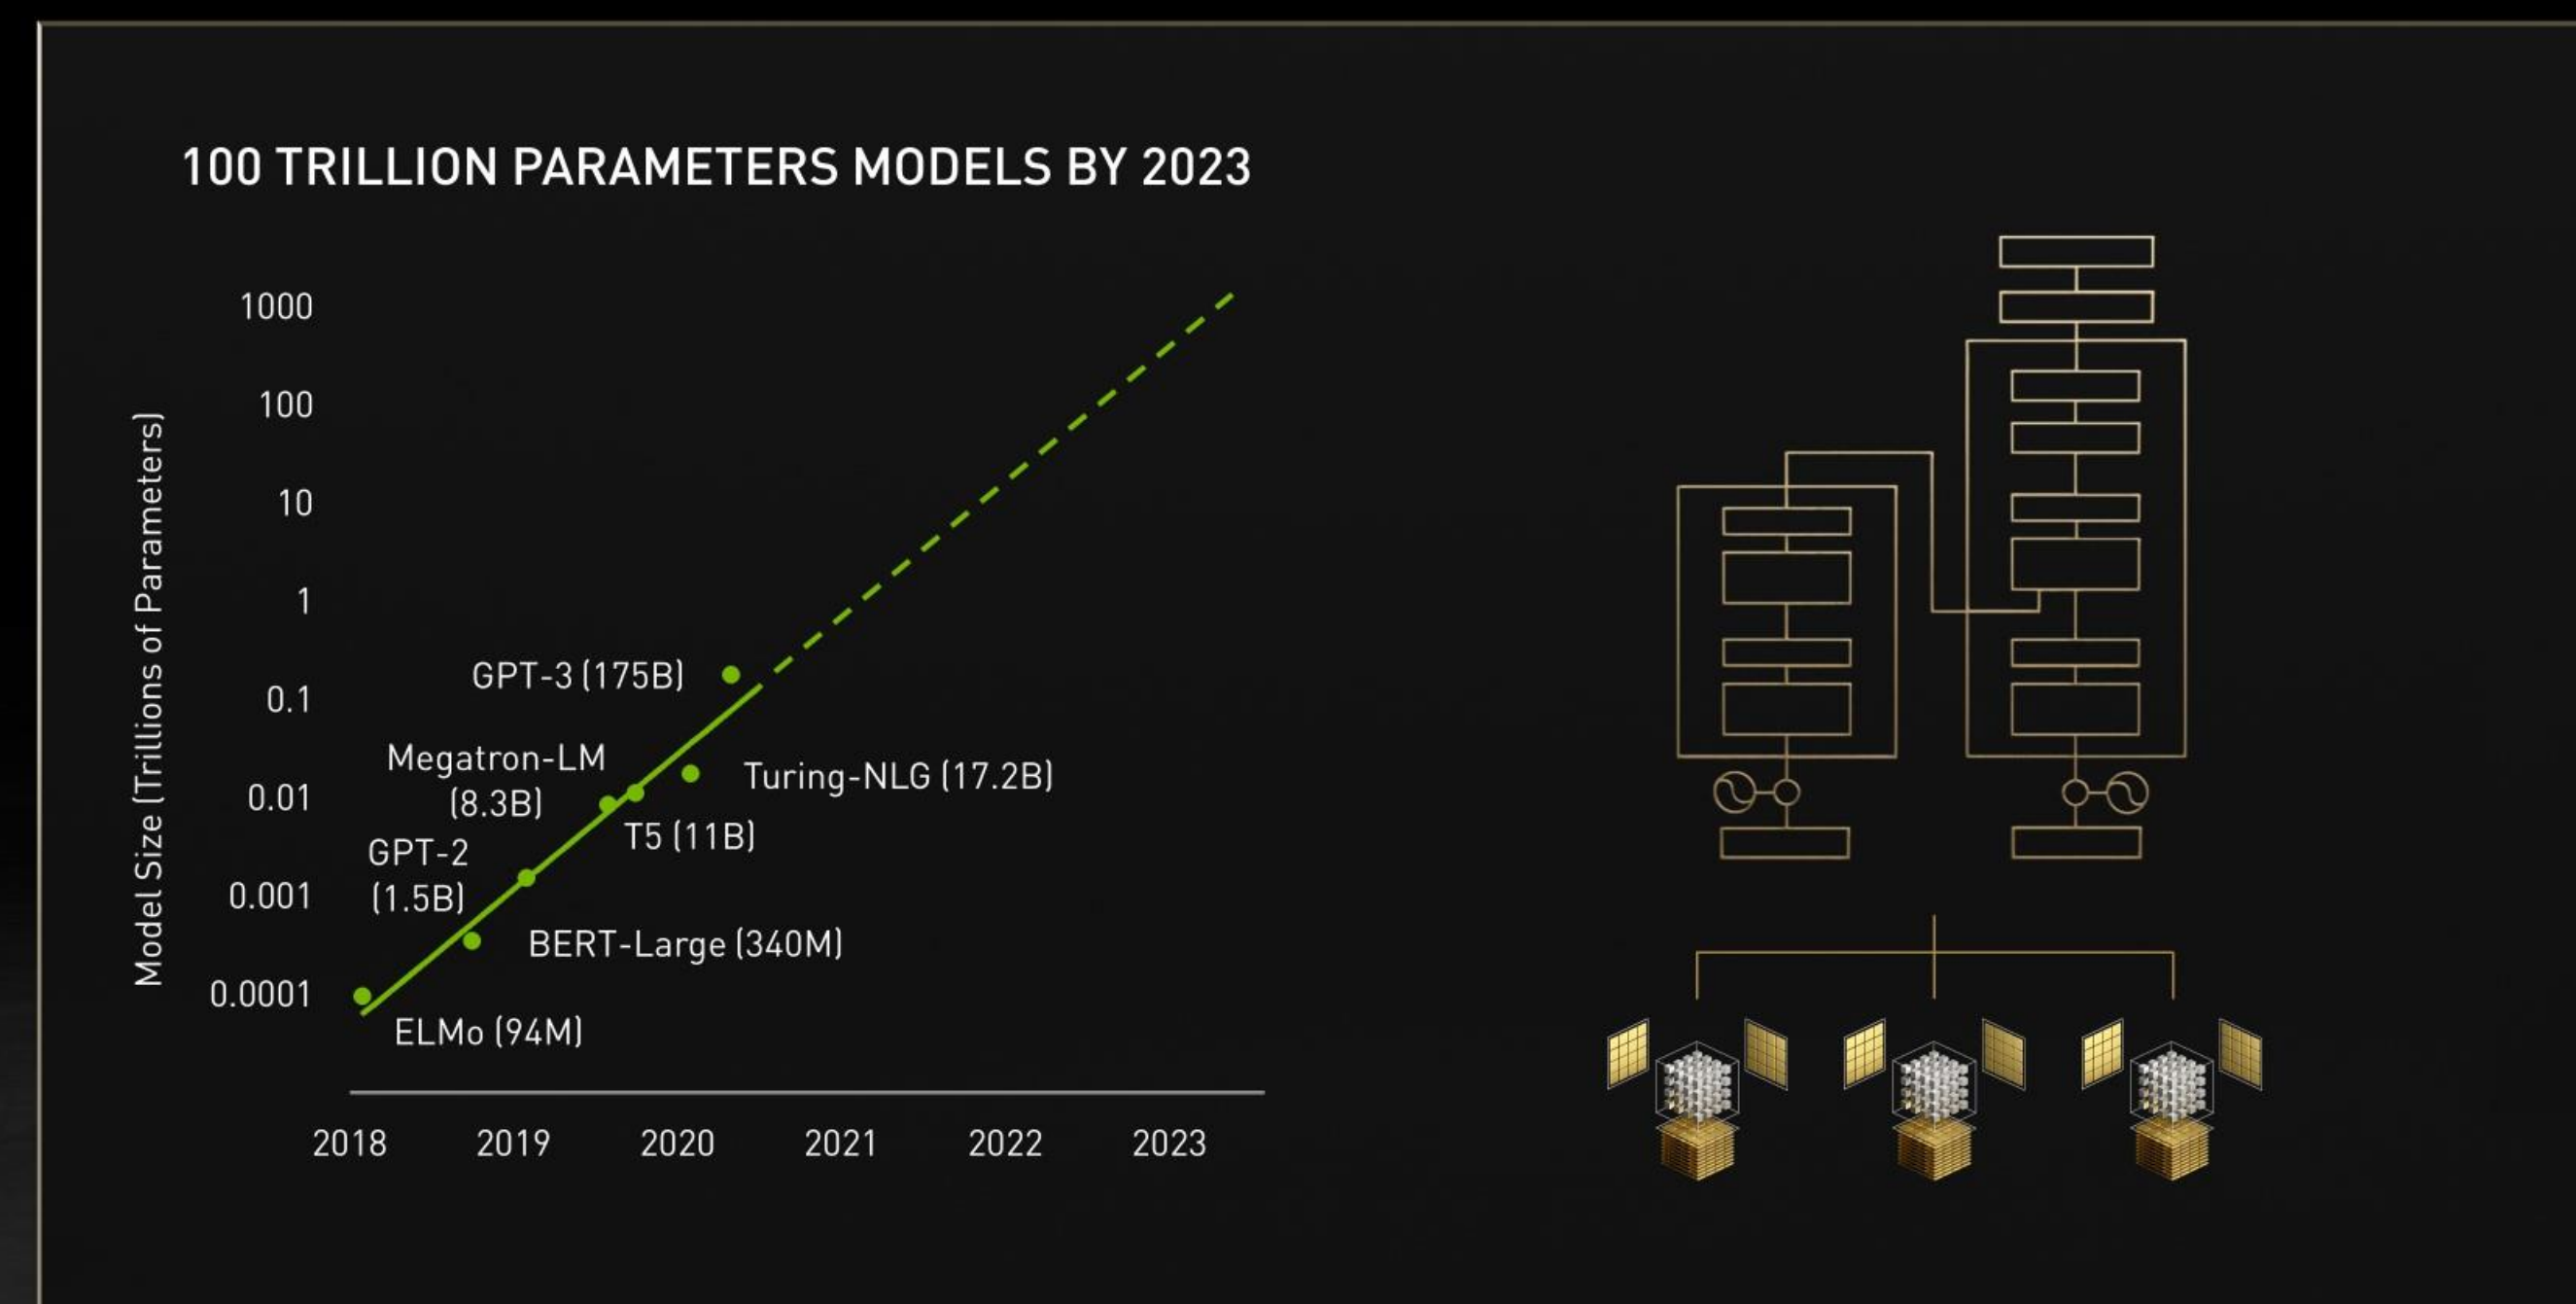 100 TRILLION PARAMETERS MODELS BY 2023
Model Size (Trillions of Parameters)
1000
100
10
1
0.1
0.01
0.001
0.0001
GPT-3 (175B)
Megatron-LM
(8.3B)
Turing-NLG (17.2B)
T5 (11B)
GPT-2
(1.5B)
BERT-Large (340M)
ELMo (94M)
2018 2019 2020 2021 2022 2023